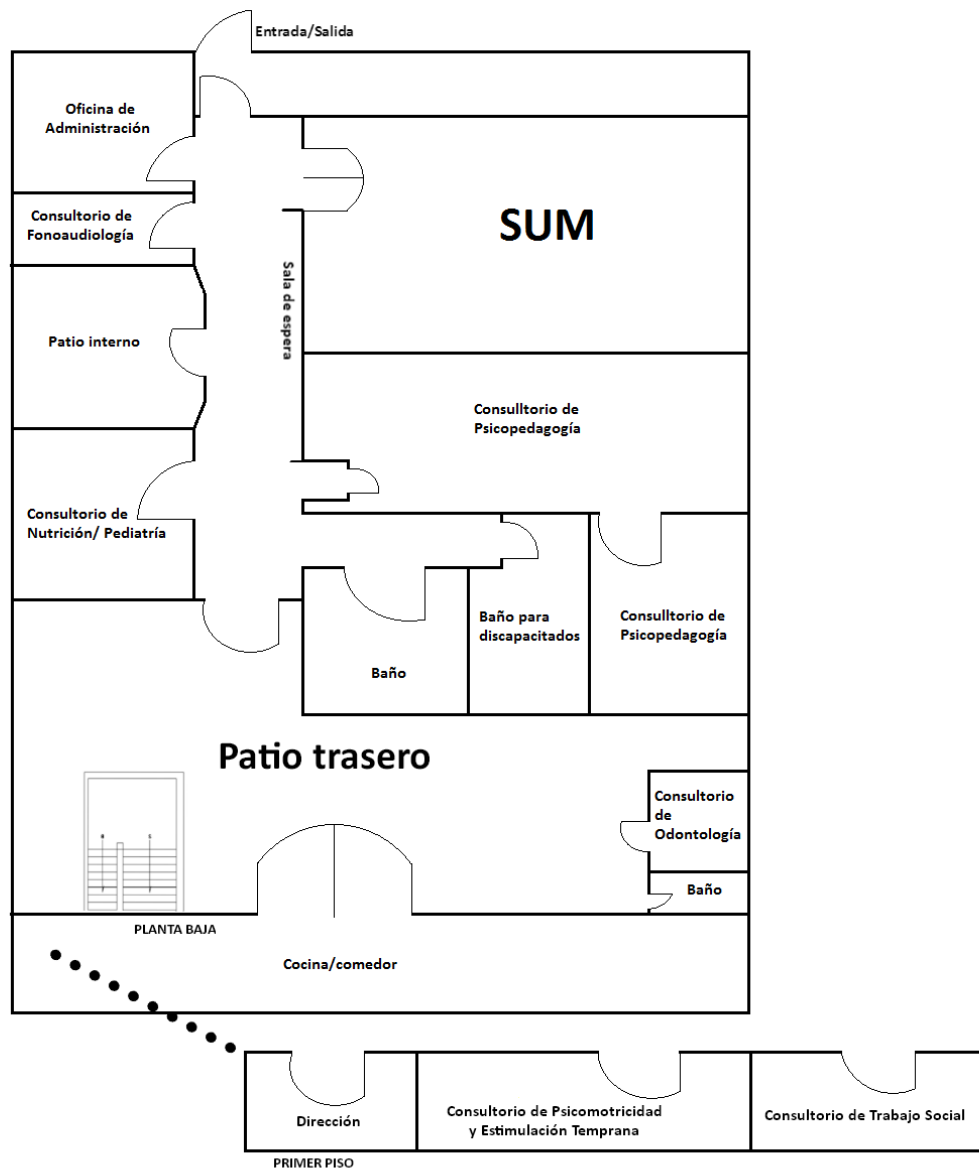 Entrada/Salida
Oficina de
Administración
Consultorio de
Fonoaudiología
SUM
Sala de espera
Patio interno
Consulltorio de
Psicopedagogía
Consultorio de
Nutrición/ Pediatría
Baño para
discapacitados
Consulltorio de
Psicopedagogía
Baño
Patio trasero
Consultorio
de
Odontología
Baño
PLANTA BAJA
Cocina/comedor
Dirección
Consultorio de Psicomotricidad
y Estimulación Temprana
Consultorio de Trabajo Social
PRIMER PISO